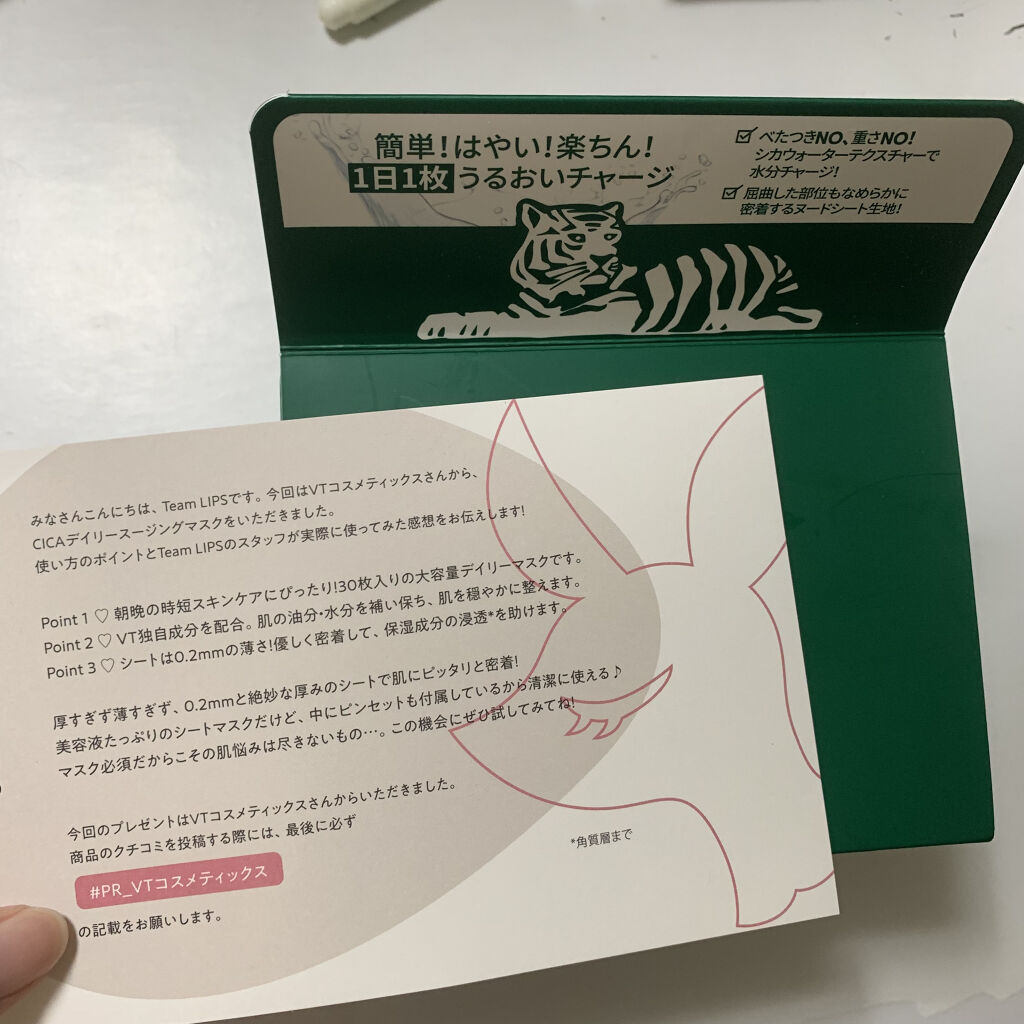 簡単!はやい!楽ちん!
1日1枚 うるおいチャージ
べたつきNO、重さNO!
シカウォーターテクスチャーで
水分チャージ!
屈曲した部位もなめらかに
密着するヌードシート生地!
みなさんこんにちは、Team LIPSです。今回はVTコスメティックスさんから、
CICAデイリースージングマスクをいただきました。
使い方のポイントとTeam LIPSのスタッフが実際に使ってみた感想をお伝えします!
Point 1 ♡ 朝晩の時短スキンケアにぴったり!30枚入りの大容量デイリーマスクです。
Point 2 ♡ VT独自成分を配合。肌の油分・水分を補い保ち、肌を穏やかに整えます。
Point 3 ♡ シートは0.2mmの薄さ!優しく密着して、保湿成分の浸透*を助けます。
厚すぎず薄すぎず、0.2mmと絶妙な厚みのシートで肌にピッタリと密着!
美容液たっぷりのシートマスクだけど、中にピンセットも付属しているから清潔に使える♪
マスク必須だからこその肌悩みは尽きないもの…。この機会にぜひ試してみてね!
今回のプレゼントはVTコスメティックスさんからいただきました。
商品のクチコミを投稿する際には、最後に必ず
#PR_VTコスメティックス
の記載をお願いします。
*角質層まで